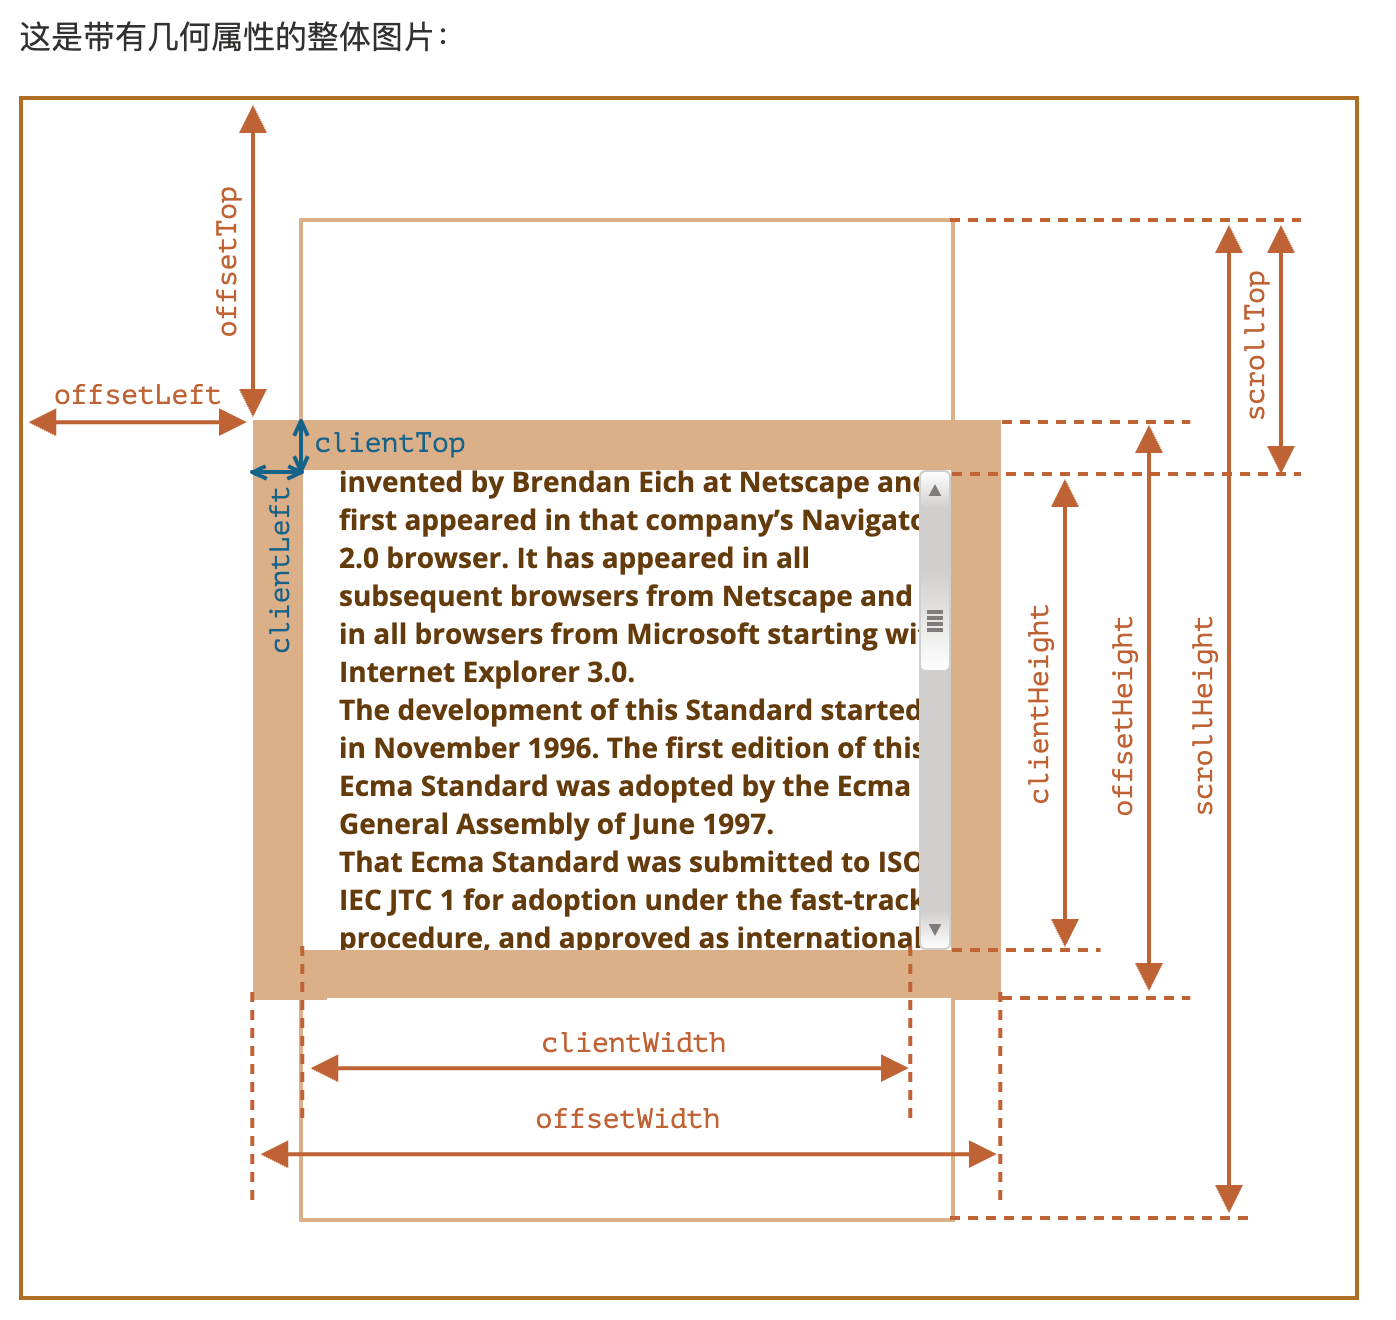 这是带有几何属性的整体图片：
offsetTop
scrollTop
offsetLeft
clientTop
clientLeft
invented by Brendan Eich at Netscape and
first appeared in that company’s Navigato
2.0 browser. It has appeared in all
subsequent browsers from Netscape and
in all browsers from Microsoft starting wi
Internet Explorer 3.0.
The development of this Standard started
in November 1996. The first edition of this
Ecma Standard was adopted by the Ecma
General Assembly of June 1997.
That Ecma Standard was submitted to ISO
IEC JTC 1 for adoption under the fast-track
procedure, and approved as international
clientHeight
offsetHeight
scrollHeight
clientWidth
offsetWidth